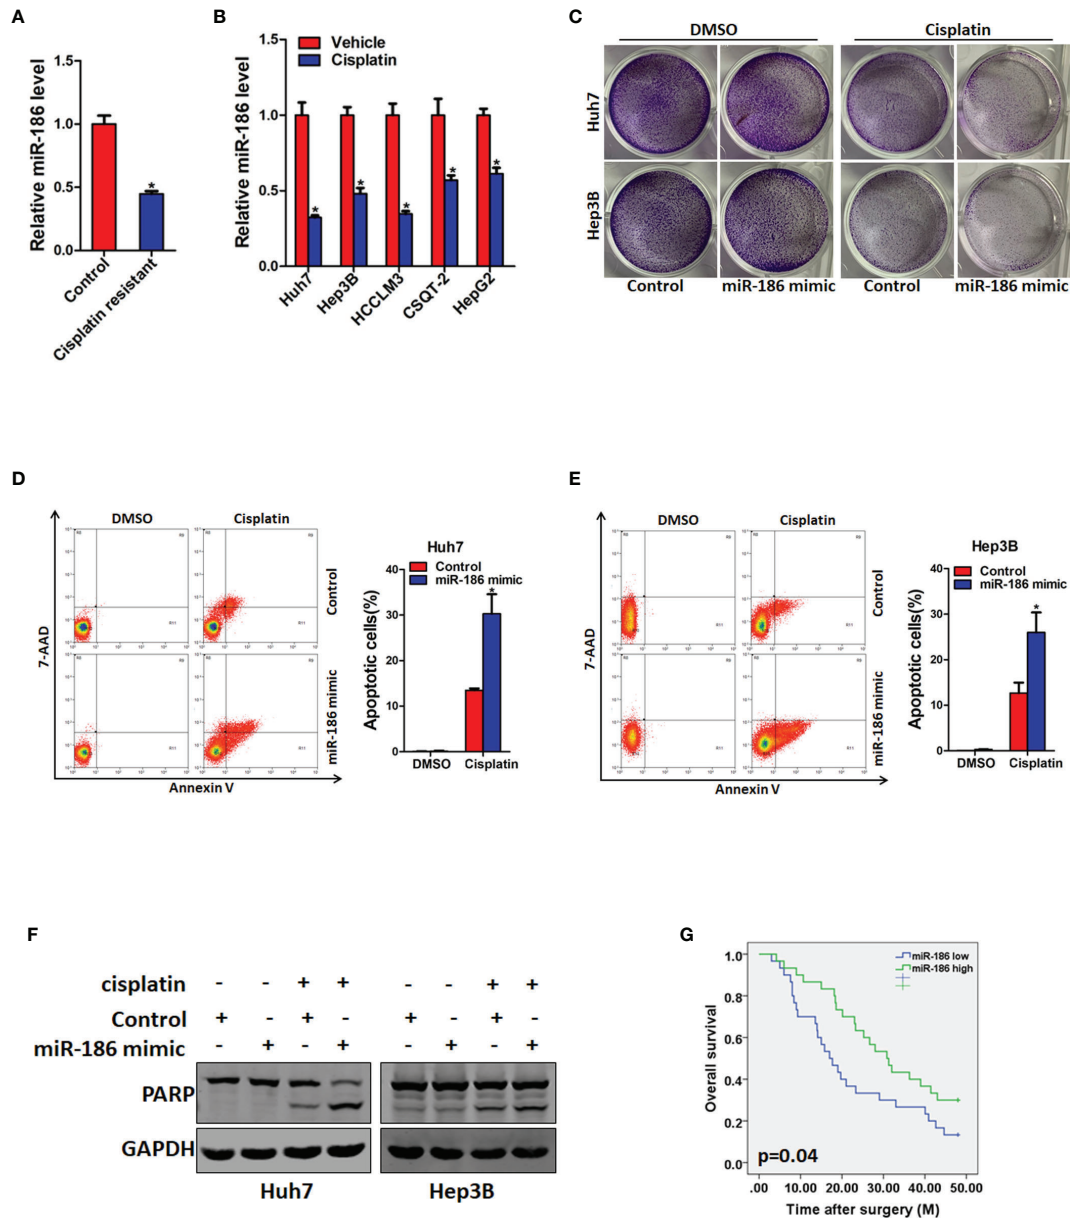 A
Relative miR-186 level
1.5
1.0
0.5
0.0
*
Control
Cisplatin resistant
B
Relative miR-186 level
1.5
1.0
0.5
0.0
Vehicle
Cisplatin
*
*
*
*
*
Huh7
Hep3B
HCCLM3
CSQT-2
HepG2
C
DMSO
Cisplatin
Huh7
Hep3B
Control
miR-186 mimic
Control
miR-186 mimic
D
DMSO
Cisplatin
7-AAD
Control
miR-186 mimic
Annexin V
Huh7
Control
miR-186 mimic
Apoptotic cells(%)
40
30
20
10
0
*
DMSO
Cisplatin
E
DMSO
Cisplatin
7-AAD
Control
miR-186 mimic
Annexin V
Hep3B
Control
miR-186 mimic
Apoptotic cells(%)
40
30
20
10
0
*
DMSO
Cisplatin
F
cisplatin - - + + - - + +
Control + - + - + - + -
miR-186 mimic - + - + - + - +
PARP
GAPDH
Huh7
Hep3B
G
Overall survival
1.0
0.8
0.6
0.4
0.2
0.0
miR-186 low
miR-186 high
p=0.04
.00 10.00 20.00 30.00 40.00 50.00
Time after surgery (M)